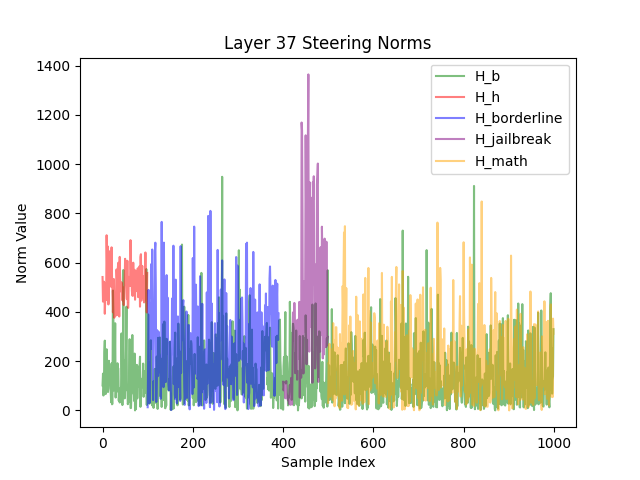 Layer 37 Steering Norms
Norm Value
1400
1200
1000
800
600
400
200
0
H_b
H_h
H_borderline
H_jailbreak
H_math
0 200 400 600 800 1000
Sample Index